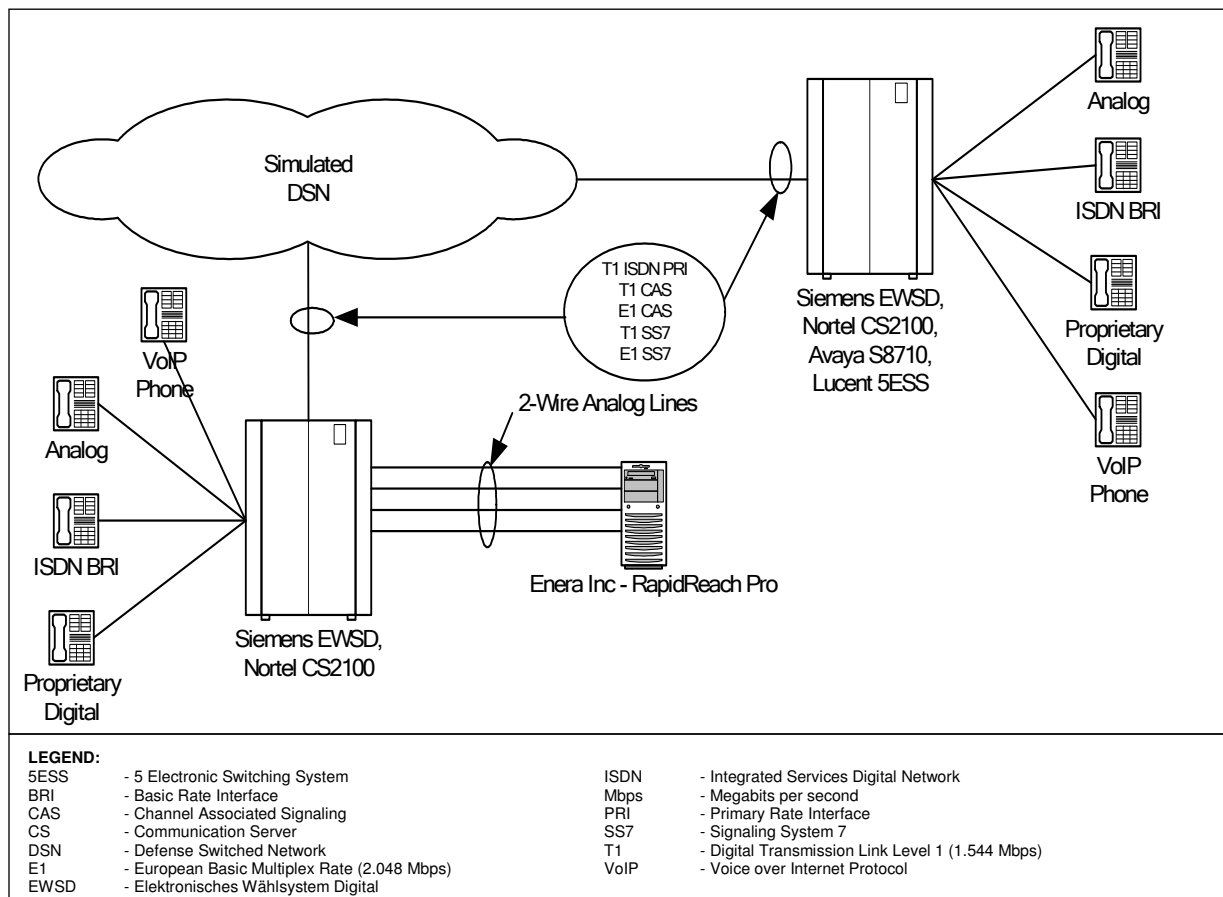 Simulated
DSN
Analog
ISDN BRI
Proprietary
Digital
VoIP
Phone
Siemens EWSD,
Nortel CS2100,
Avaya S8710,
Lucent 5ESS
T1 ISDN PRI
T1 CAS
E1 CAS
T1 SS7
E1 SS7
VoIP
Phone
Analog
ISDN BRI
Proprietary
Digital
2-Wire Analog Lines
Enera Inc - RapidReach Pro
Siemens EWSD,
Nortel CS2100
LEGEND:
5ESS - 5 Electronic Switching System
BRI - Basic Rate Interface
CAS - Channel Associated Signaling
CS - Communication Server
DSN - Defense Switched Network
E1 - European Basic Multiplex Rate (2.048 Mbps)
EWSD - Elektronisches Wählsystem Digital
ISDN - Integrated Services Digital Network
Mbps - Megabits per second
PRI - Primary Rate Interface
SS7 - Signaling System 7
T1 - Digital Transmission Link Level 1 (1.544 Mbps)
VoIP - Voice over Internet Protocol